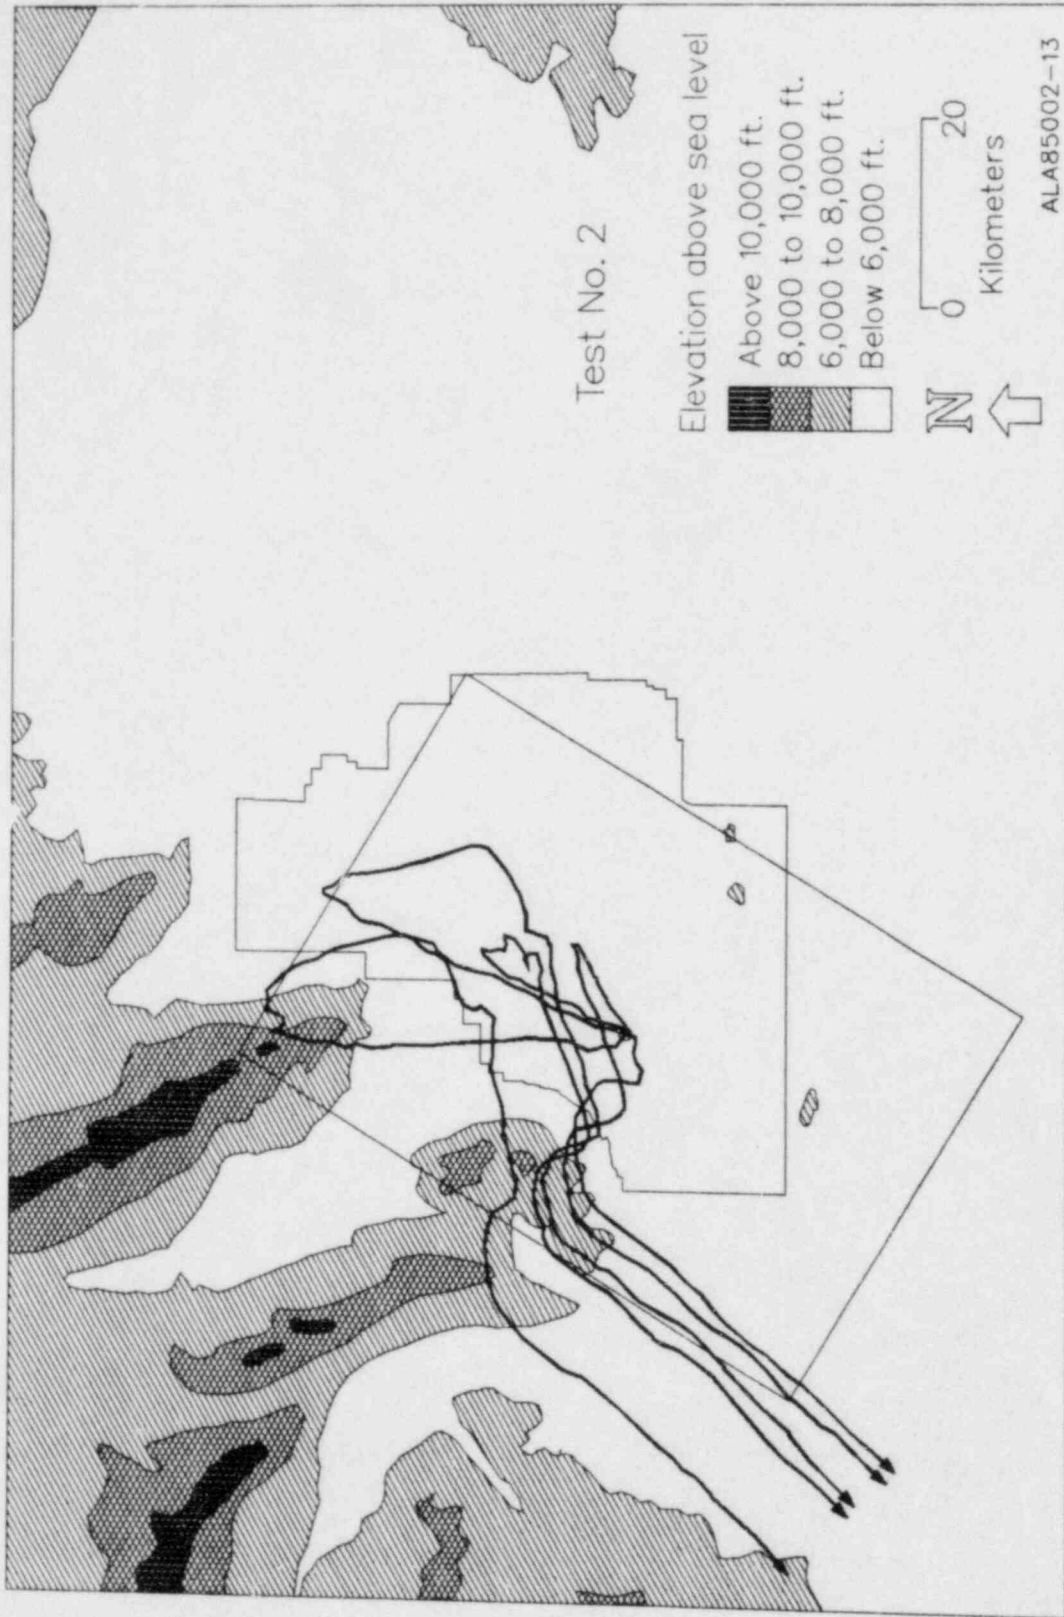 Test No. 2
Elevation above sea level
Above 10,000 ft.
8,000 to 10,000 ft.
6,000 to 8,000 ft.
Below 6,000 ft.
N
0 20
Kilometers
ALA85002-13